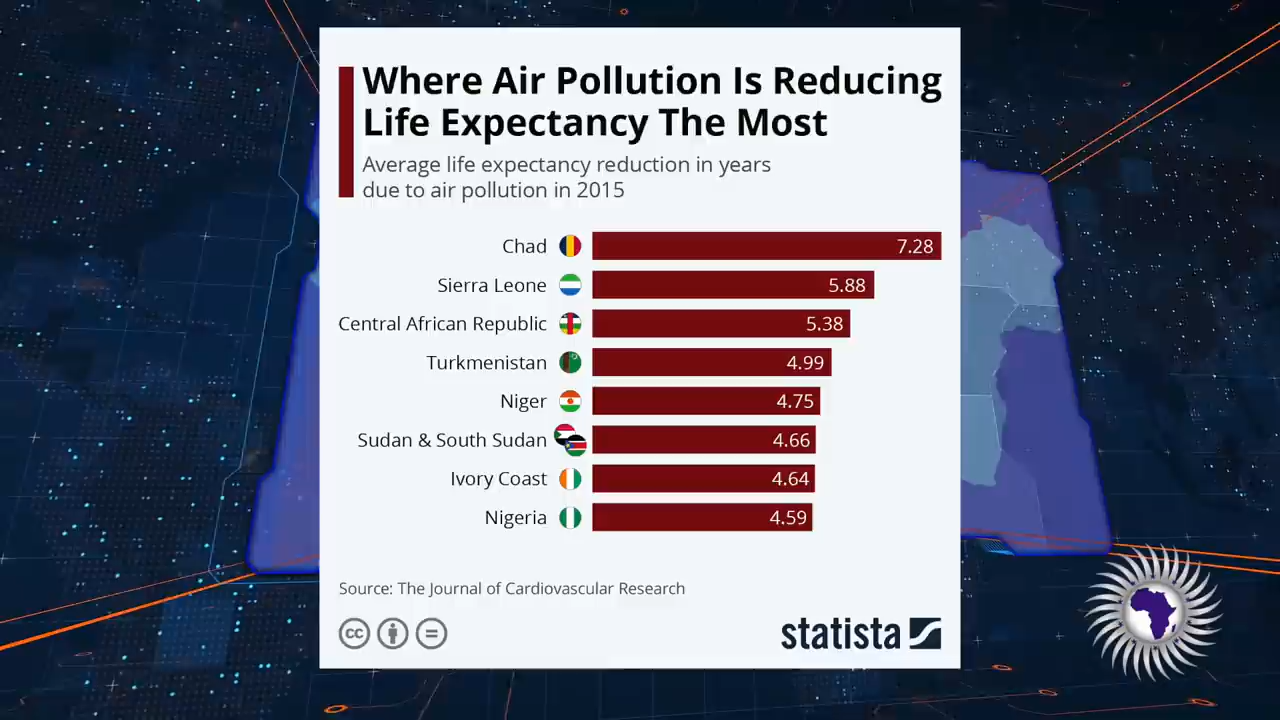 Where Air Pollution Is Reducing
Life Expectancy The Most
Average life expectancy reduction in years
due to air pollution in 2015
Chad 7.28
Sierra Leone 5.88
Central African Republic 5.38
Turkmenistan 4.99
Niger 4.75
Sudan & South Sudan 4.66
Ivory Coast 4.64
Nigeria 4.59
Source: The Journal of Cardiovascular Research
cc
statista